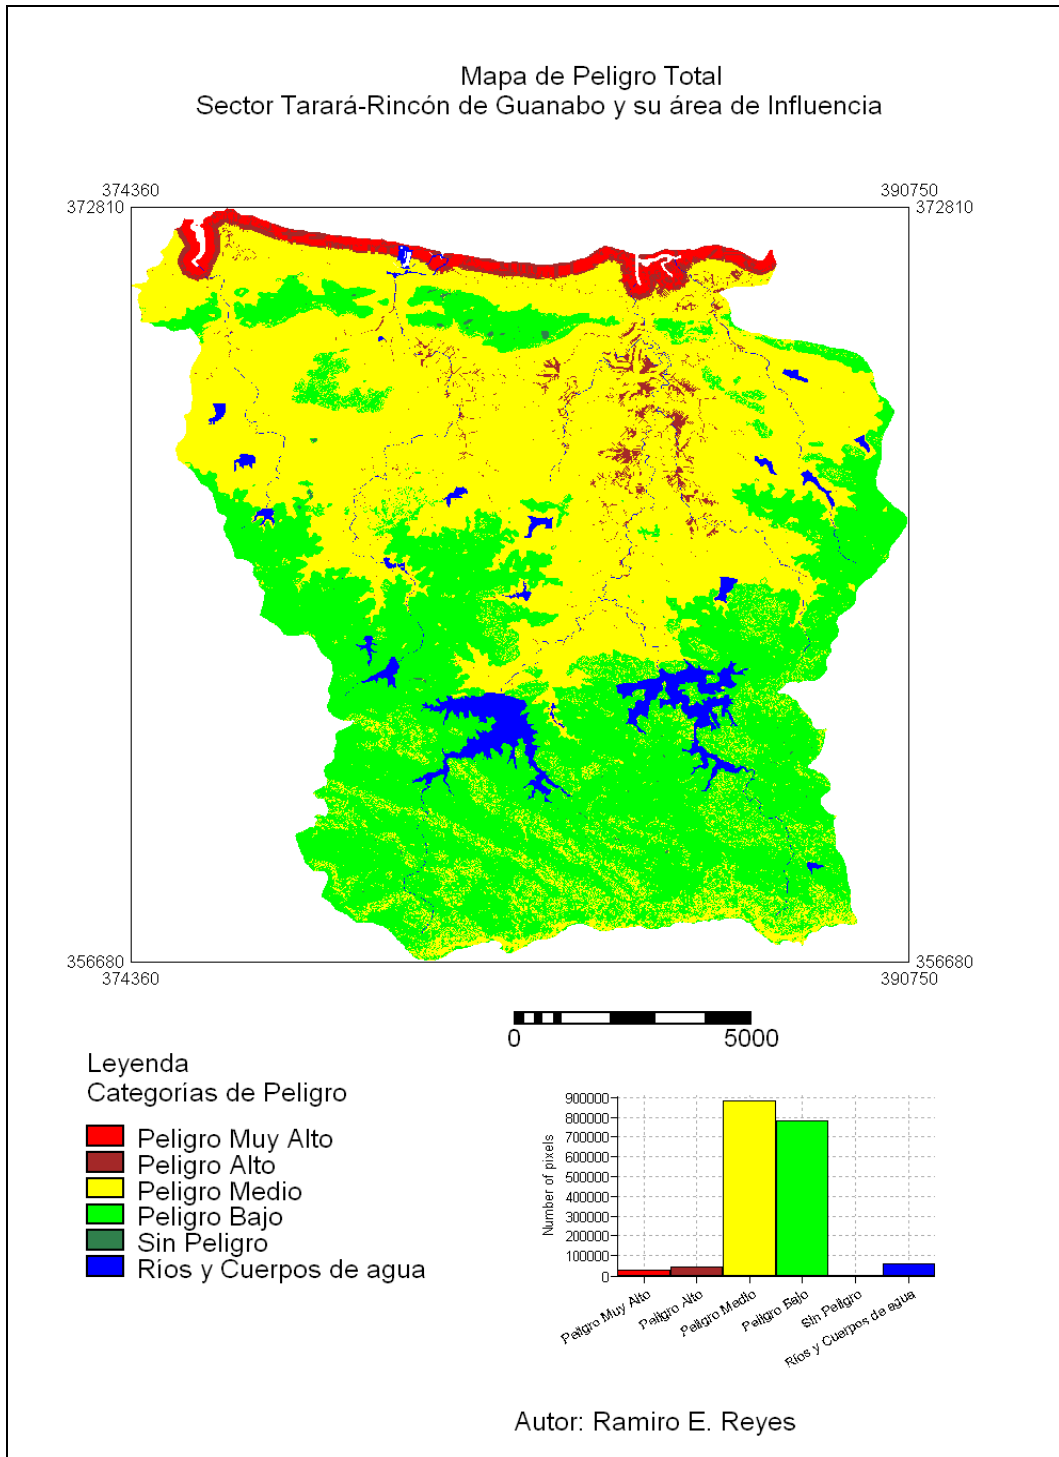 Mapa de Peligro Total
Sector Tarará-Rincón de Guanabo y su área de Influencia
374360
390750
372810
372810
356680
356680
374360
390750
0
5000
Leyenda
Categorías de Peligro
Peligro Muy Alto
Peligro Alto
Peligro Medio
Peligro Bajo
Sin Peligro
Ríos y Cuerpos de agua
Number of pixels
900000
800000
700000
600000
500000
400000
300000
200000
100000
0
Peligro Muy Alto
Peligro Alto
Peligro Medio
Peligro Bajo
Sin Peligro
Ríos y Cuerpos de agua
Autor: Ramiro E. Reyes